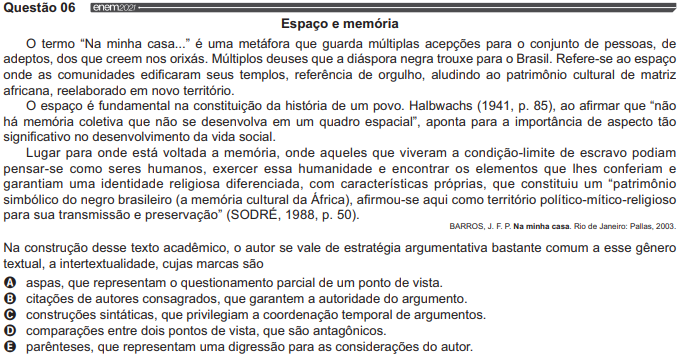 Questão 06 enem2021
Espaço e memória
O termo “Na minha casa...” é uma metáfora que guarda múltiplas acepções para o conjunto de pessoas, de
adeptos, dos que creem nos orixás. Múltiplos deuses que a diáspora negra trouxe para o Brasil. Refere-se ao espaço
onde as comunidades edificaram seus templos, referência de orgulho, aludindo ao patrimônio cultural de matriz
africana, reelaborado em novo território.
O espaço é fundamental na constituição da história de um povo. Halbwachs (1941, p. 85), ao afirmar que “não
há memória coletiva que não se desenvolva em um quadro espacial”, aponta para a importância de aspecto tão
significativo no desenvolvimento da vida social.
Lugar para onde está voltada a memória, onde aqueles que viveram a condição-limite de escravo podiam
pensar-se como seres humanos, exercer essa humanidade e encontrar os elementos que lhes conferiam e
garantiam uma identidade religiosa diferenciada, com características próprias, que constituiu um “patrimônio
simbólico do negro brasileiro (a memória cultural da África), afirmou-se aqui como território político-mítico-religioso
para sua transmissão e preservação” (SODRÉ, 1988, p. 50).
BARROS, J. F. P. Na minha casa. Rio de Janeiro: Pallas, 2003.
Na construção desse texto acadêmico, o autor se vale de estratégia argumentativa bastante comum a esse gênero
textual, a intertextualidade, cujas marcas são
A aspas, que representam o questionamento parcial de um ponto de vista.
B citações de autores consagrados, que garantem a autoridade do argumento.
C construções sintáticas, que privilegiam a coordenação temporal de argumentos.
D comparações entre dois pontos de vista, que são antagônicos.
E parênteses, que representam uma digressão para as considerações do autor.